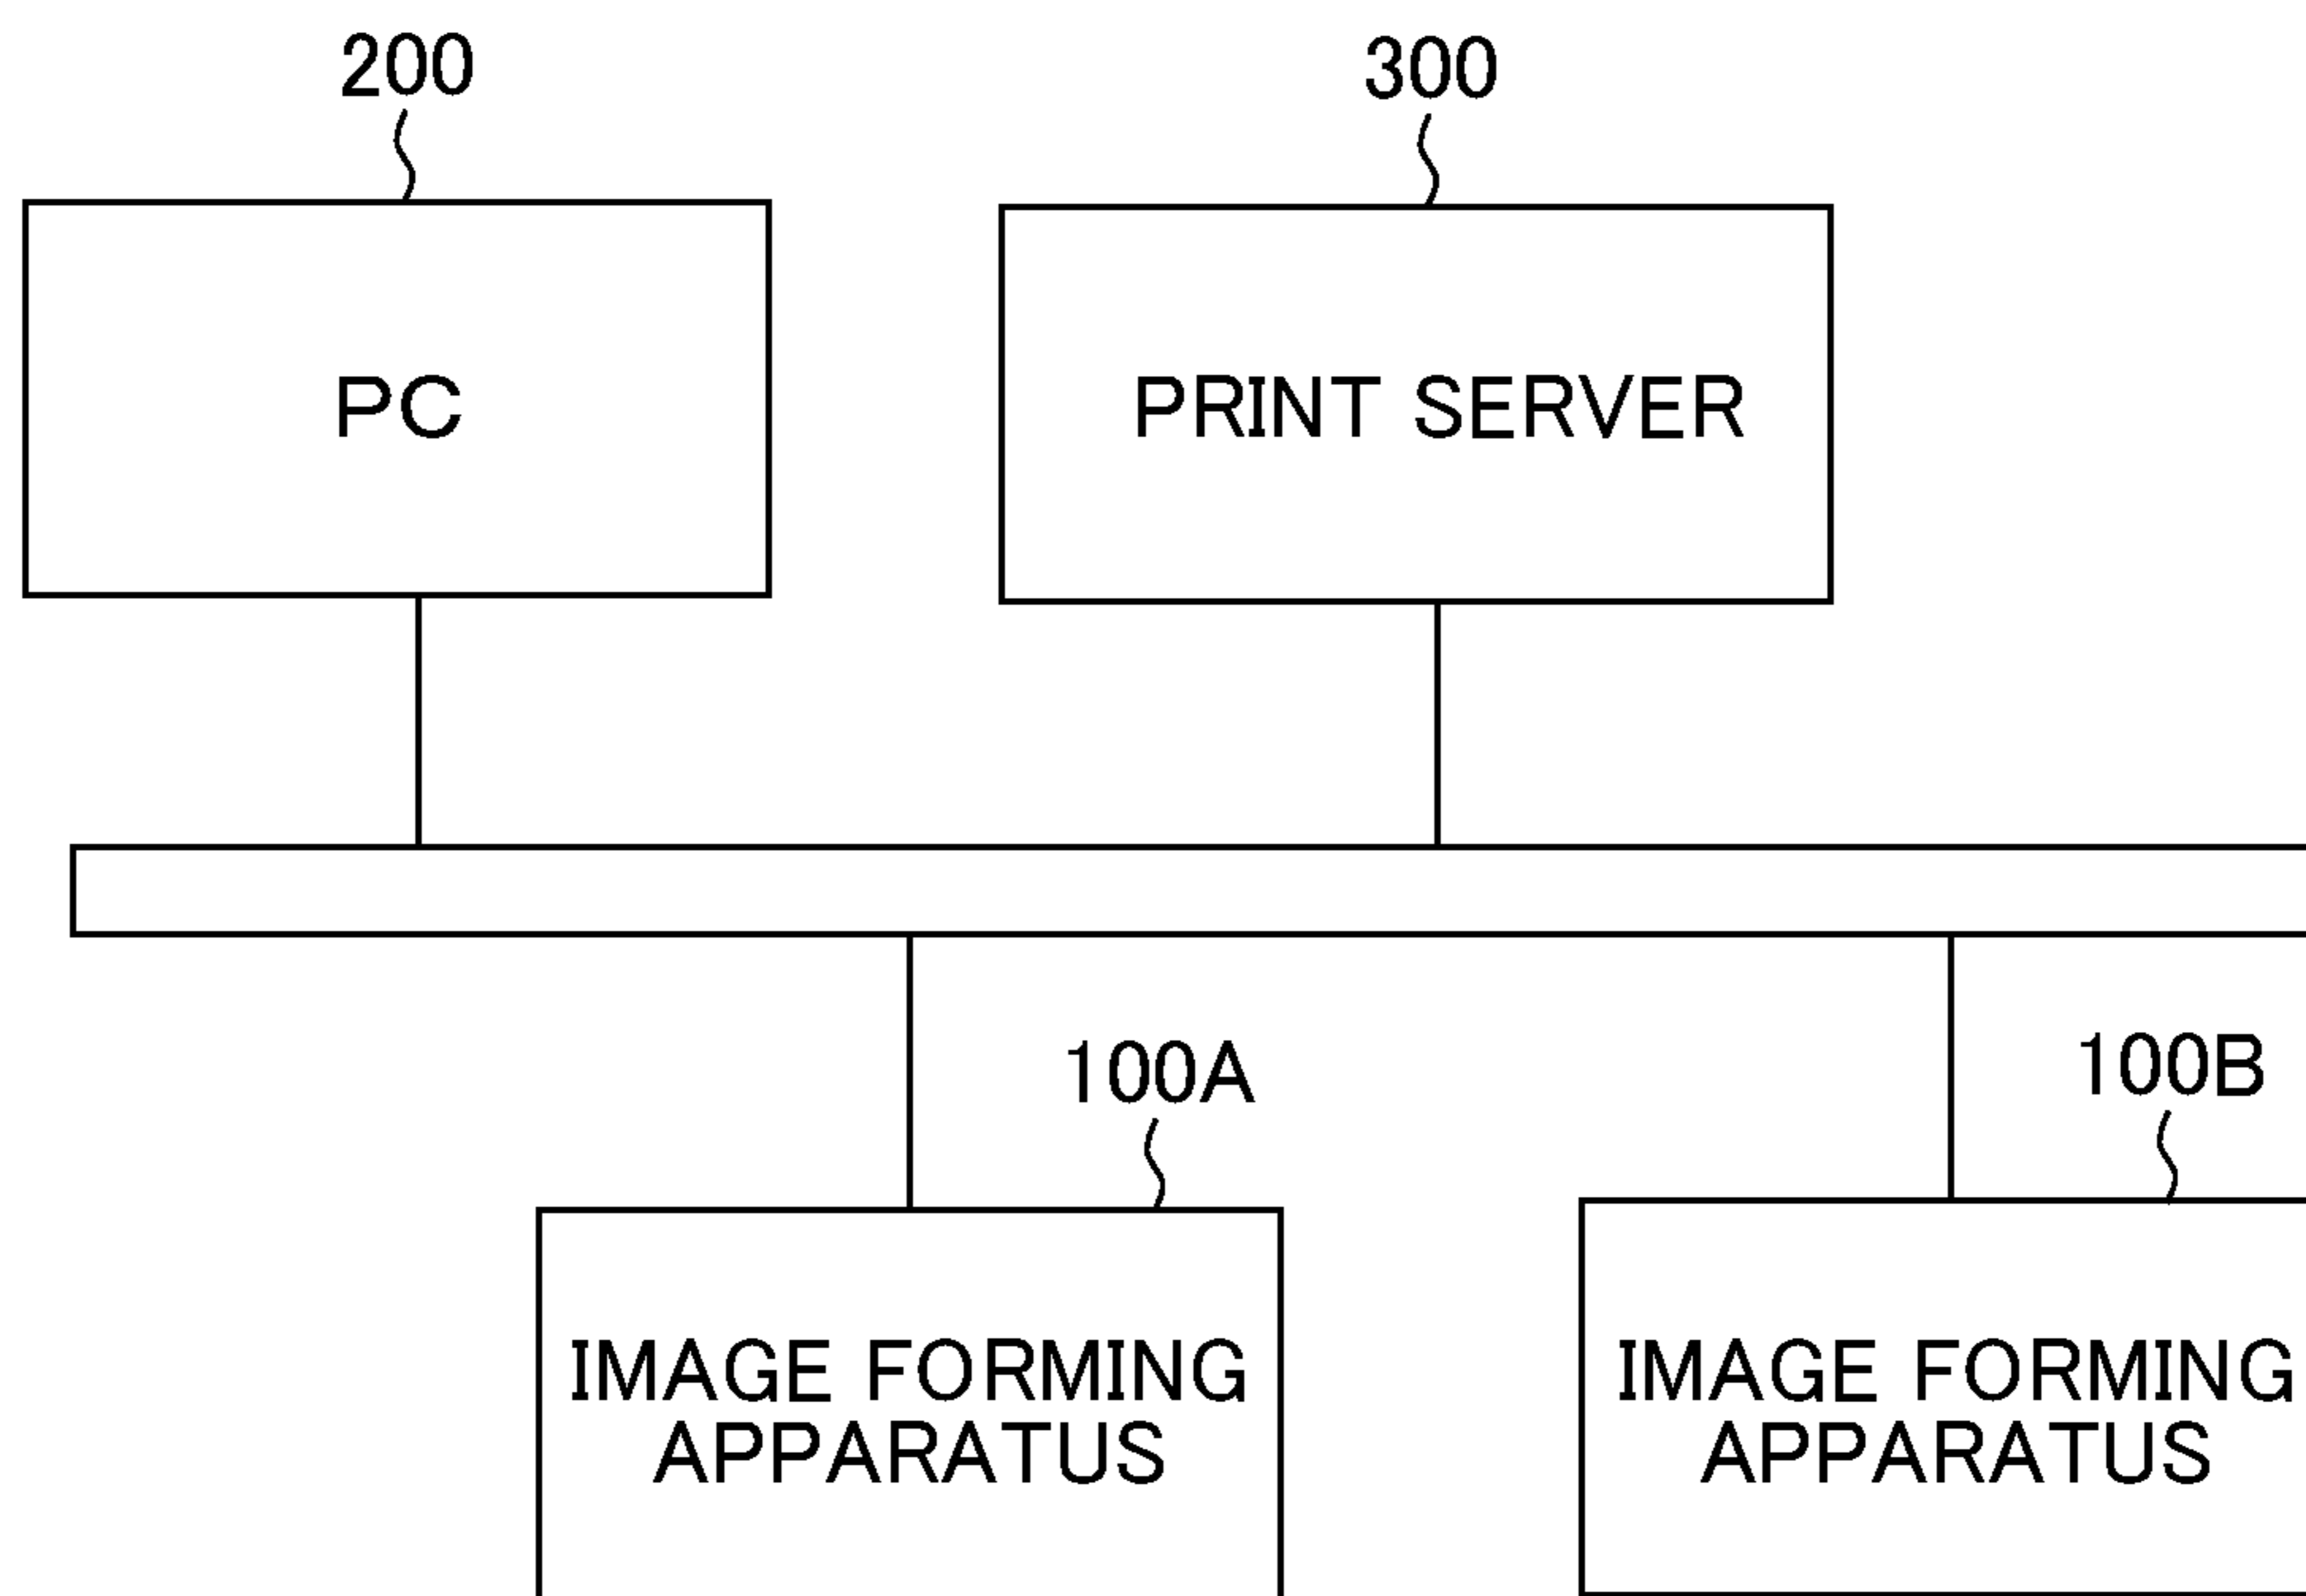 200
300
PC
PRINT SERVER
100A
100B
IMAGE FORMING
APPARATUS
IMAGE FORMING
APPARATUS